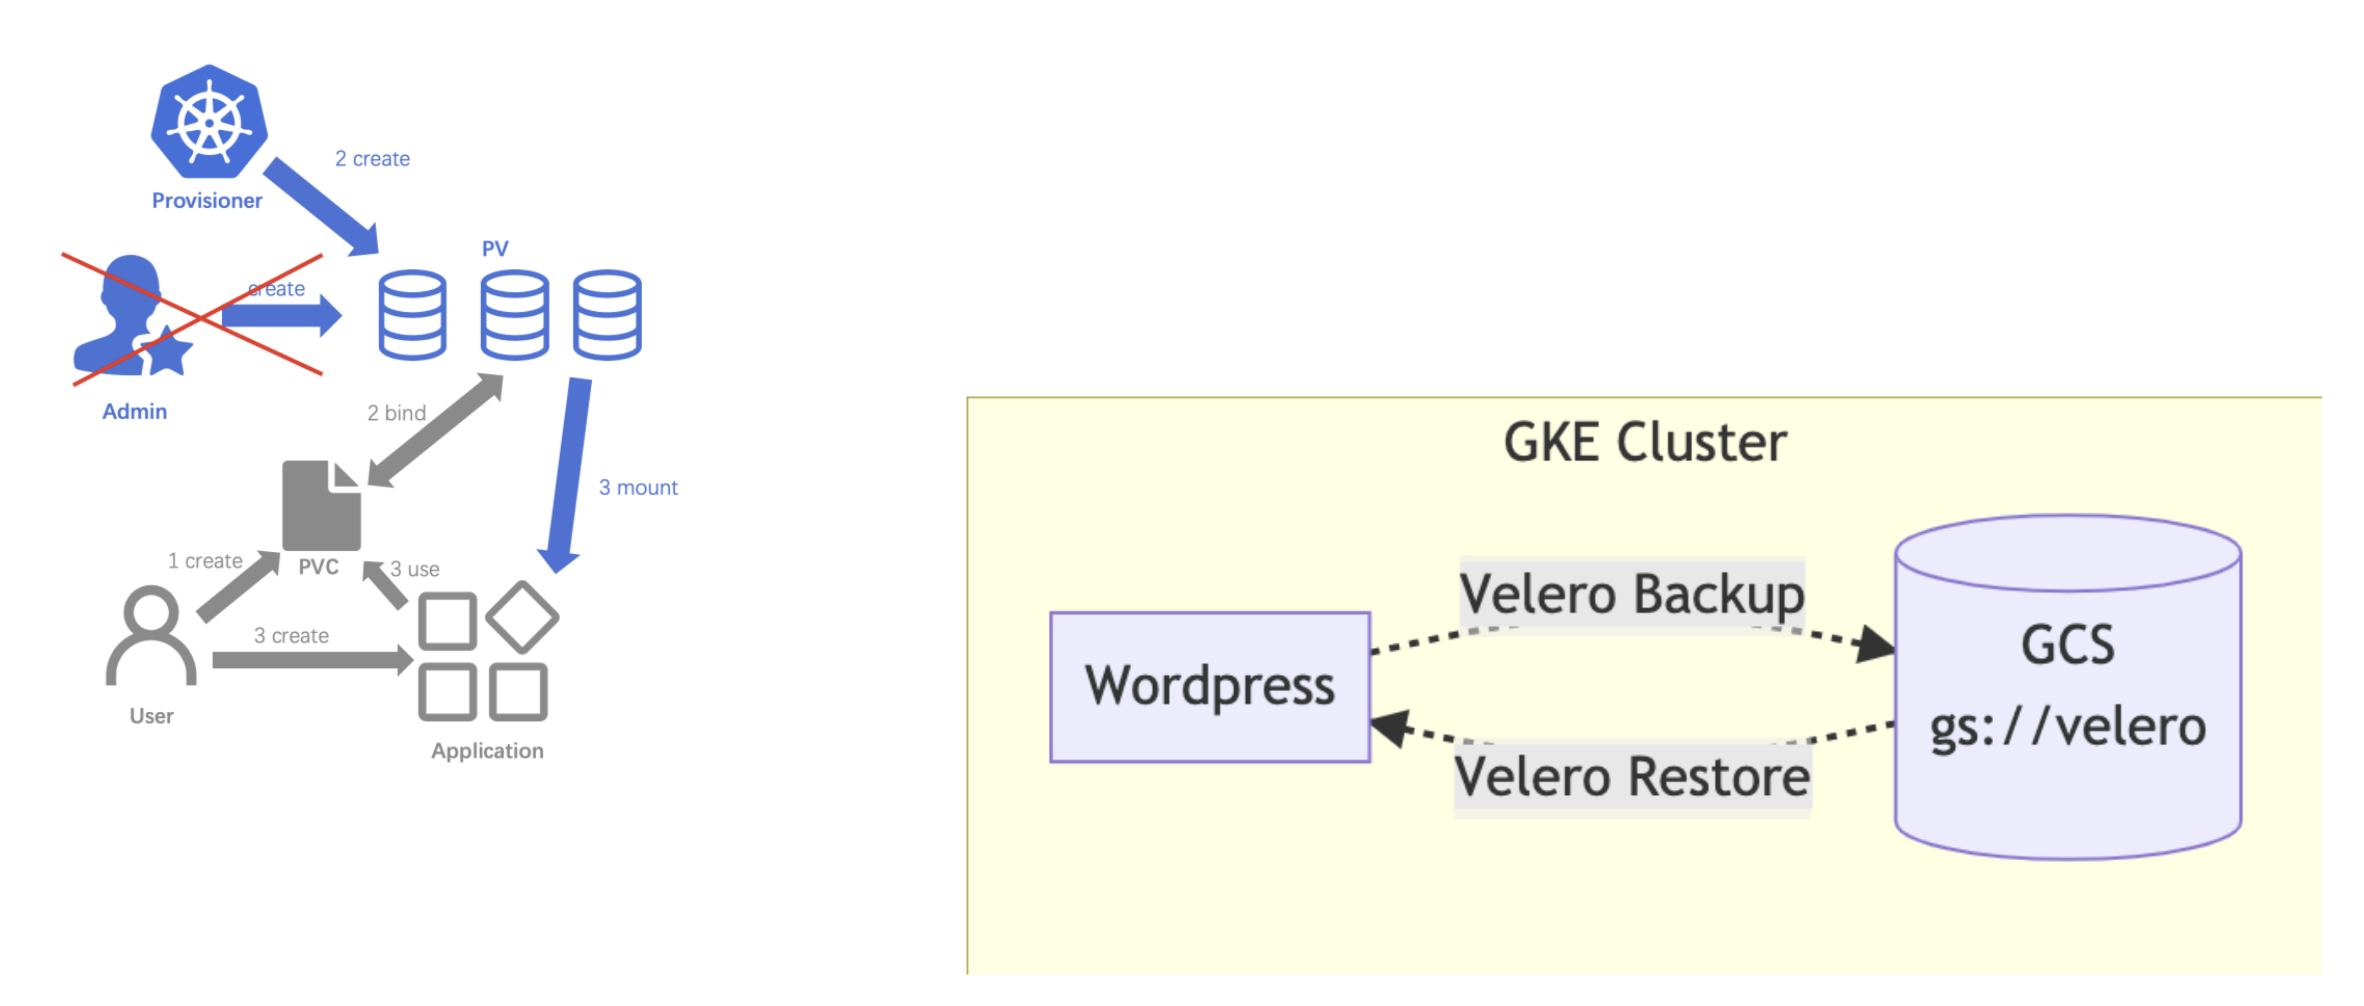 2 create
Provisioner
PV
create
Admin
2 bind
3 mount
1 create
PVC
3 use
3 create
User
Application
GKE Cluster
Velero Backup
Wordpress
GCS
gs://velero
Velero Restore